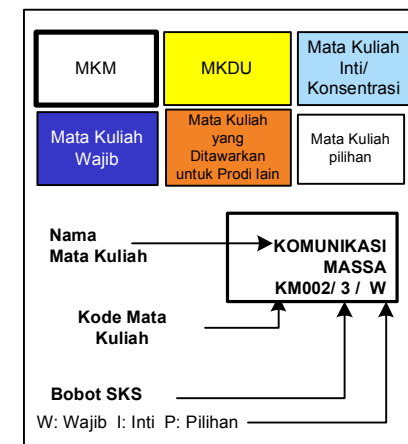 MKM
MKDU
Mata Kuliah
Inti/
Konsentrasi
Mata Kuliah
Wajib
Mata Kuliah
yang
Ditawarkan
untuk Prodi lain
Mata Kuliah
pilihan
Nama
Mata Kuliah
KOMUNIKASI
MASSA
KM002/ 3 / W
Kode Mata
Kuliah
Bobot SKS
W: Wajib I: Inti P: Pilihan